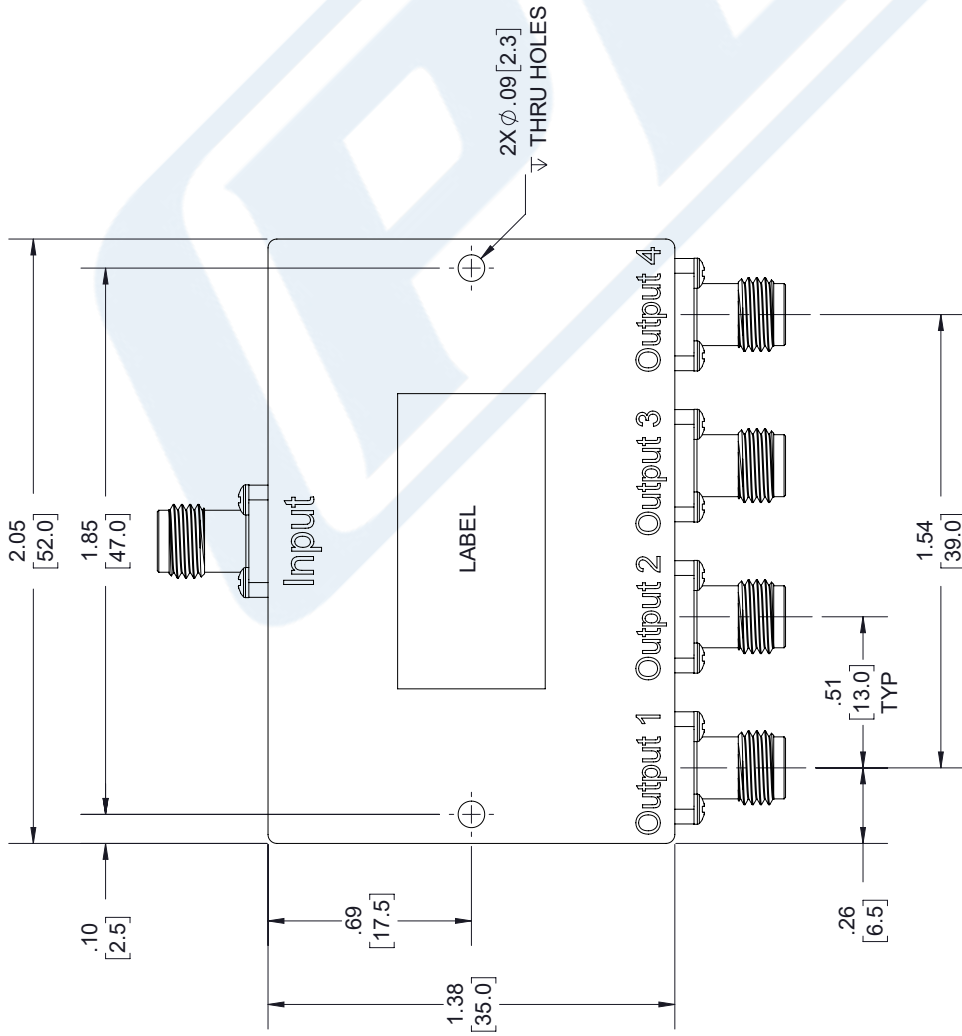 2.05
[52.0]
1.85
[47.0]
.10
[2.5]
2X⌀.09[2.3]
↧ THRU HOLES
Input
LABEL
.69
[17.5]
1.38
[35.0]
Output 1
Output 2
Output 3
Output 4
.51
[13.0]
TYP
.26
[6.5]
1.54
[39.0]